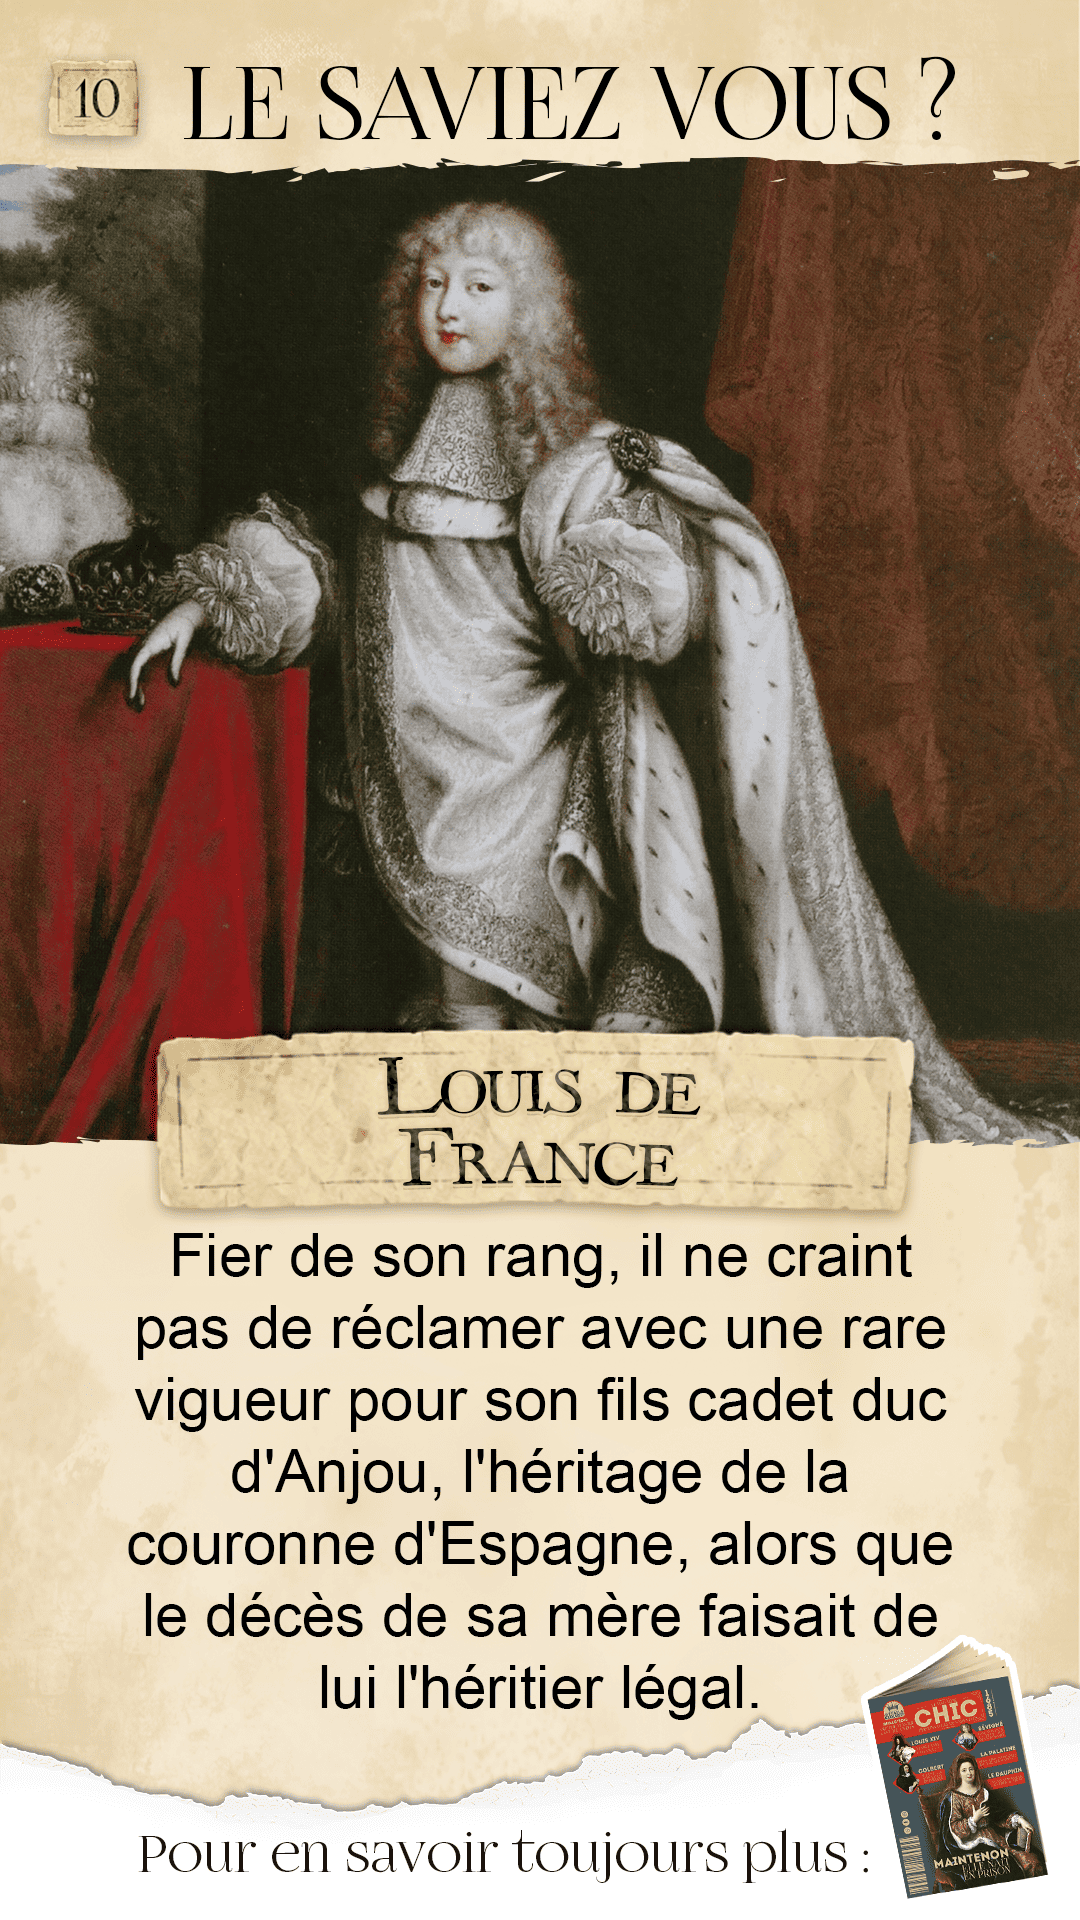 10
LE SAVIEZ VOUS ?
LOUIS DE
FRANCE
Fier de son rang, il ne craint
pas de réclamer avec une rare
vigueur pour son fils cadet duc
d'Anjou, l'héritage de la
couronne d'Espagne, alors que
le décès de sa mère faisait de
lui l'héritier légal.
Pour en savoir toujours plus :
CHIC
LOUIS XIV
SÉVIGNÉ
COLBERT
LA PALATINE
LE DAUPHIN
MAINTENON
EN PRISON